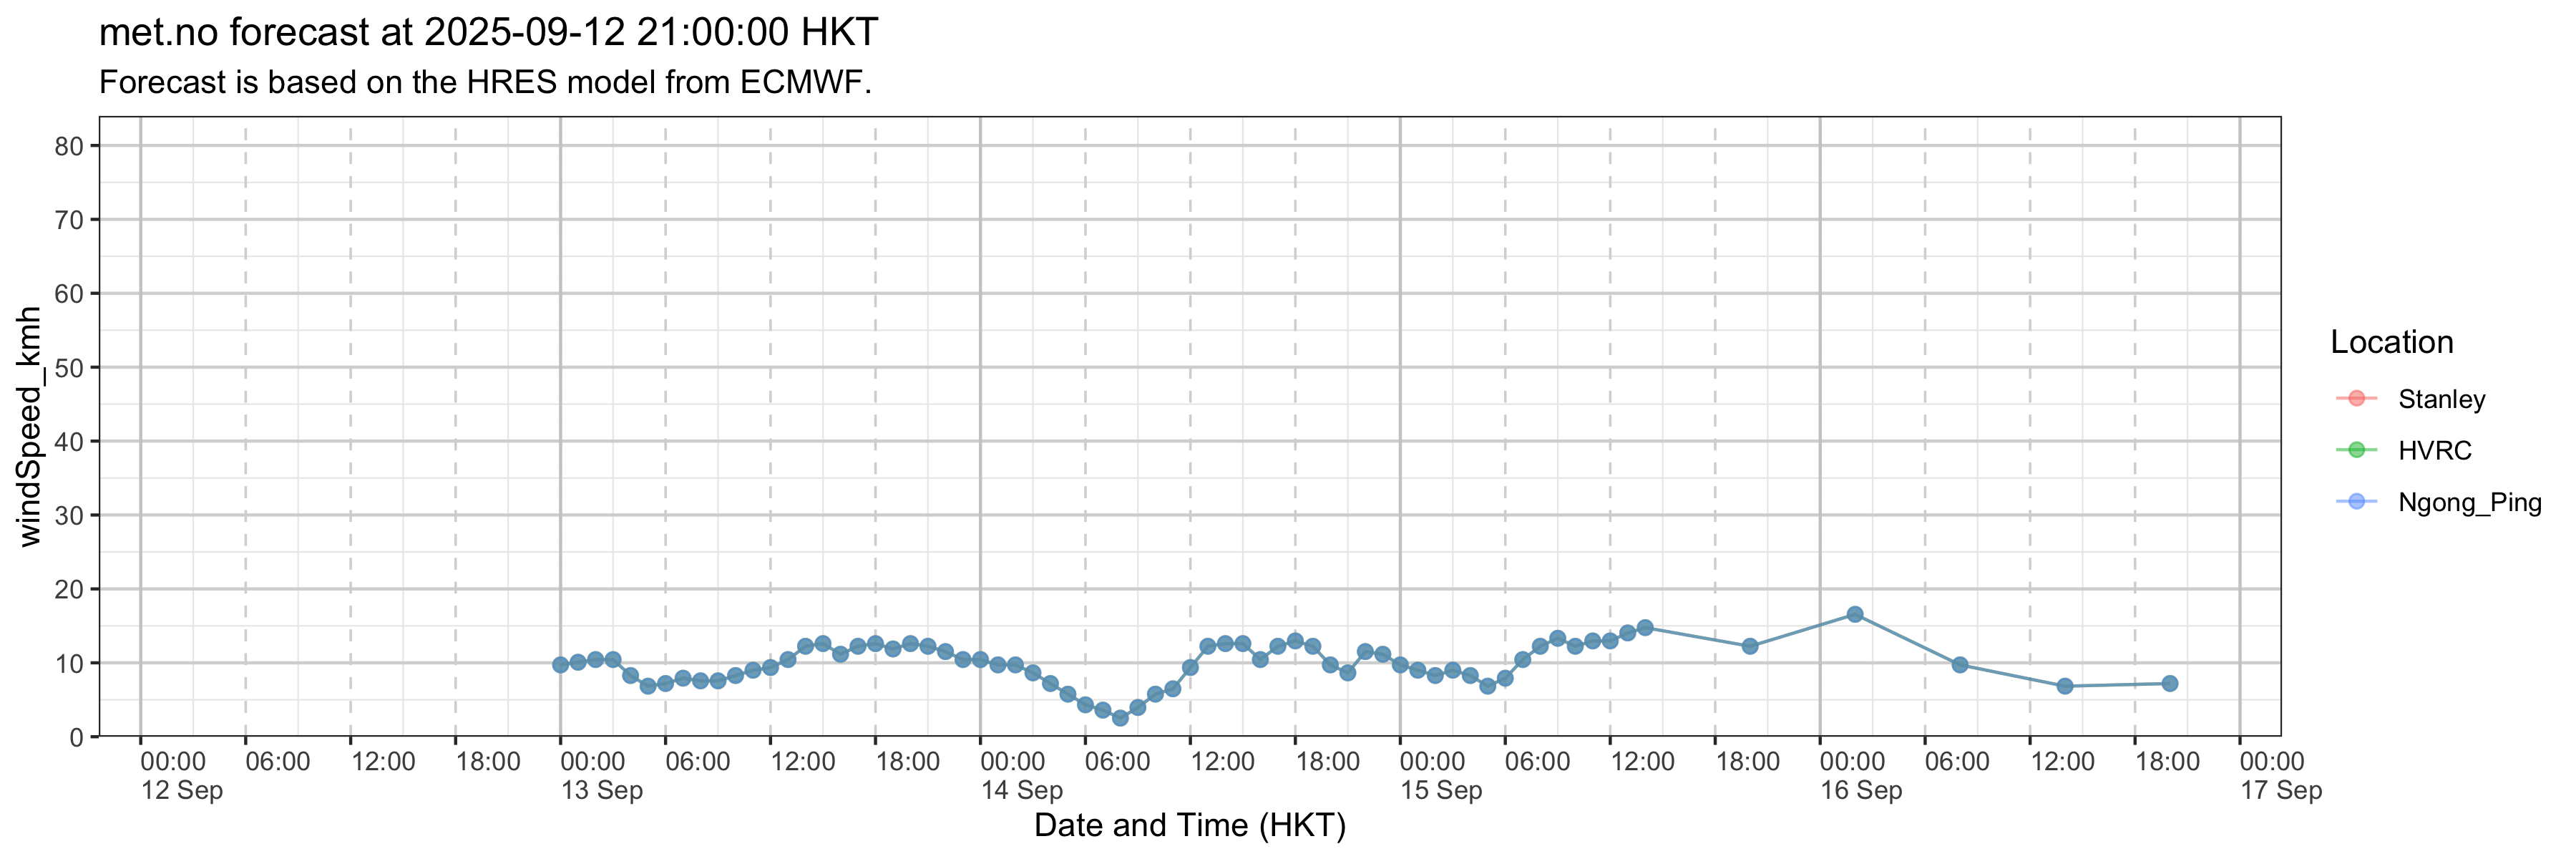 met.no forecast at 2025-09-12 21:00:00 HKT
Forecast is based on the HRES model from ECMWF.
windSpeed_kmh
80
70
60
50
40
30
20
10
0
00:00 06:00 12:00 18:00 00:00 06:00 12:00 18:00 00:00 06:00 12:00 18:00 00:00 06:00 12:00 18:00 00:00 06:00 12:00 18:00 00:00
12 Sep 13 Sep 14 Sep 15 Sep 16 Sep 17 Sep
Date and Time (HKT)
Location
Stanley
HVRC
Ngong_Ping